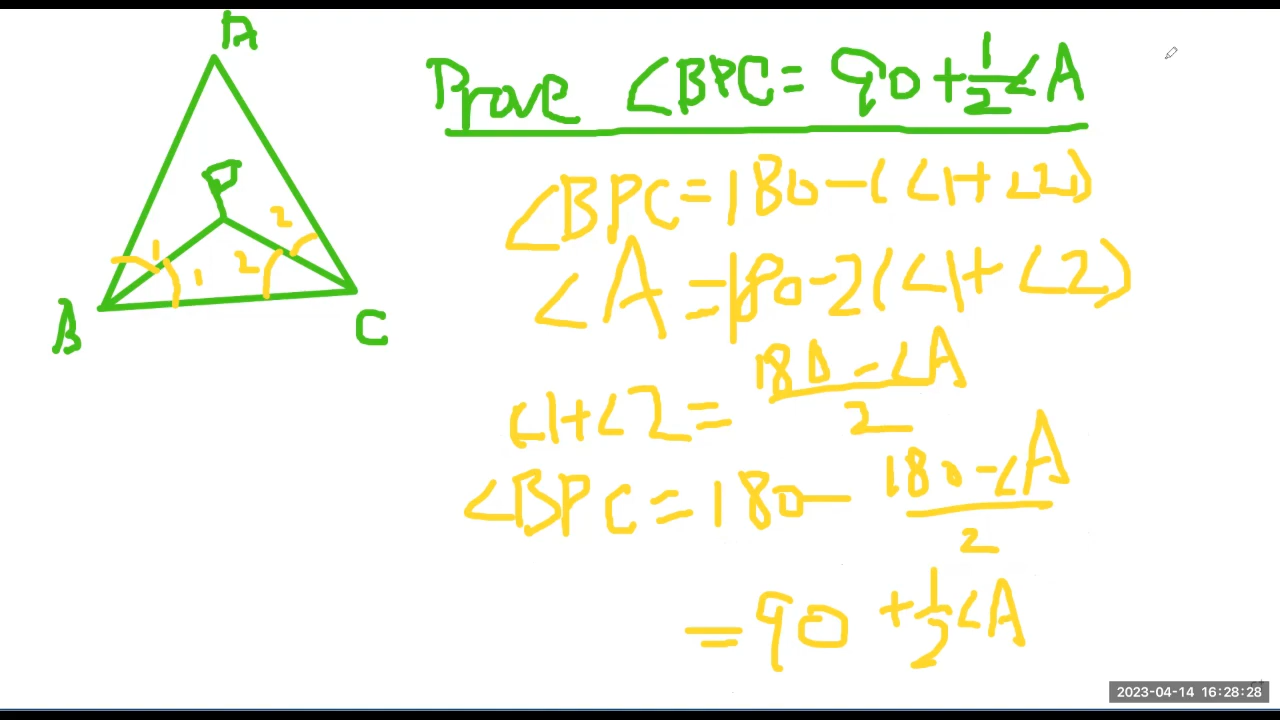 A
Prove ∠BPC = 90 + 1/2 ∠A
P
∠BPC = 180 - (∠1 + ∠2)
2
1
2
1
∠A = 180 - 2(∠1 + ∠2)
B
C
∠1 + ∠2 = 180 - ∠A / 2
∠BPC = 180 - 180 - ∠A / 2
= 90 + 1/2 ∠A
2023-04-14 16:28:28